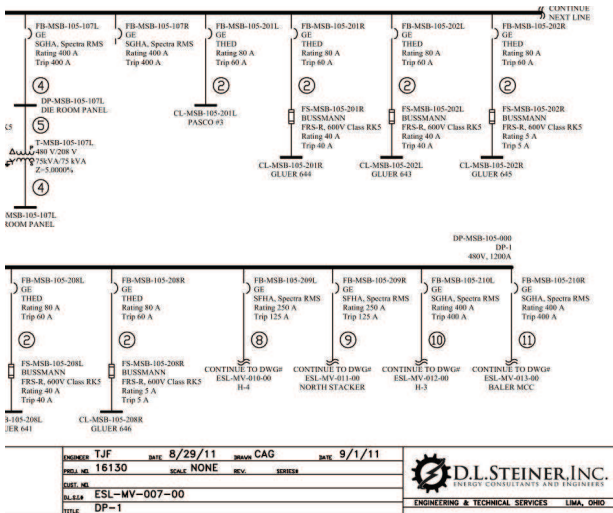 CONTINUE
NEXT LINE
FB-MSB-105-107L
GE
SGHA, Spectra RMS
Rating 400 A
Trip 400 A
FB-MSB-105-107R
GE
SGHA, Spectra RMS
Rating 400 A
Trip 400 A
FB-MSB-105-201L
GE
THED
Rating 80 A
Trip 60 A
FB-MSB-105-201R
GE
THED
Rating 80 A
Trip 60 A
FB-MSB-105-202L
GE
THED
Rating 80 A
Trip 60 A
FB-MSB-105-202R
GE
THED
Rating 80 A
Trip 60 A
4
2
2
2
2
DP-MSB-105-107L
DIE ROOM PANEL
CL-MSB-105-201L
PASCO #3
FS-MSB-105-201R
BUSSMANN
FRS-R, 600V Class RK5
Rating 40 A
Trip 40 A
FS-MSB-105-202L
BUSSMANN
FRS-R, 600V Class RK5
Rating 40 A
Trip 40 A
FS-MSB-105-202R
BUSSMANN
FRS-R, 600V Class RK5
Rating 5 A
Trip 5 A
K5
5
T-MSB-105-107L
480 V/208 V
75kVA/75 kVA
Z=5.0000%
CL-MSB-105-201R
GLUER 644
CL-MSB-105-202L
GLUER 643
CL-MSB-105-202R
GLUER 645
4
MSB-105-107L
ROOM PANEL
DP-MSB-105-000
DP-1
480V, 1200A
FB-MSB-105-208L
GE
THED
Rating 80 A
Trip 60 A
FB-MSB-105-208R
GE
THED
Rating 80 A
Trip 60 A
FB-MSB-105-209L
GE
SFHA, Spectra RMS
Rating 250 A
Trip 125 A
FB-MSB-105-209R
GE
SFHA, Spectra RMS
Rating 250 A
Trip 125 A
FB-MSB-105-210L
GE
SGHA, Spectra RMS
Rating 400 A
Trip 400 A
FB-MSB-105-210R
GE
SGHA, Spectra RMS
Rating 400 A
Trip 400 A
2
2
8
9
10
11
FS-MSB-105-208L
BUSSMANN
FRS-R, 600V Class RK5
Rating 40 A
Trip 40 A
FS-MSB-105-208R
BUSSMANN
FRS-R, 600V Class RK5
Rating 5 A
Trip 5 A
CONTINUE TO DWG#
ESL-MV-010-00
H-4
CONTINUE TO DWG#
ESL-MV-011-00
NORTH STACKER
CONTINUE TO DWG#
ESL-MV-012-00
H-3
CONTINUE TO DWG#
ESL-MV-013-00
BALER MCC
B-105-208L
UER 641
CL-MSB-105-208R
GLUER 646
ENGINEER TJF DATE 8/29/11 DRAWN CAG DATE 9/1/11
PROJ. NO. 16130 SCALE NONE REV. SERIES#
CUST. NO.
D.L.S.I.# ESL-MV-007-00
TITLE DP-1
D.L.STEINER,INC.
ENERGY CONSULTANTS AND ENGINEERS
ENGINEERING & TECHNICAL SERVICES LIMA, OHIO